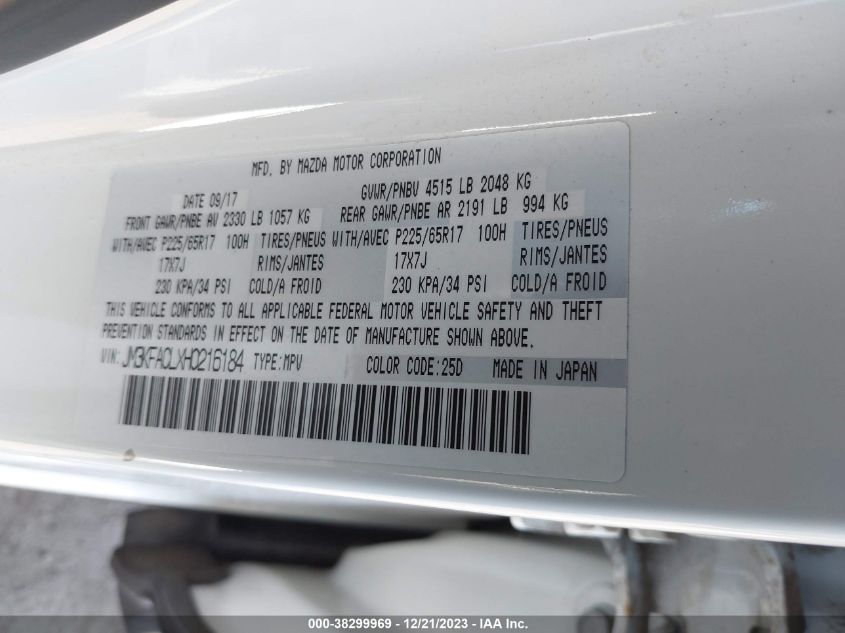 MFD. BY MAZDA MOTOR CORPORATION
DATE 09/17 GVWR/PNBV 4515 LB 2048 KG
FRONT GAWR/PNBE AV 2330 LB 1057 KG REAR GAWR/PNBE AR 2191 LB 994 KG
WITH/AVEC P225/65R17 100H TIRES/PNEUS WITH/AVEC P225/65R17 100H TIRES/PNEUS
17X7J RIMS/JANTES 17X7J RIMS/JANTES
230 KPA/34 PSI COLD/A FROID 230 KPA/34 PSI COLD/A FROID
THIS VEHICLE CONFORMS TO ALL APPLICABLE FEDERAL MOTOR VEHICLE SAFETY AND THEFT
PREVENTION STANDARDS IN EFFECT ON THE DATE OF MANUFACTURE SHOWN ABOVE.
VIN: JM3KFACLXH0216184 TYPE:MPV COLOR CODE:25D MADE IN JAPAN
000-38299969 - 12/21/2023 - IAA Inc.